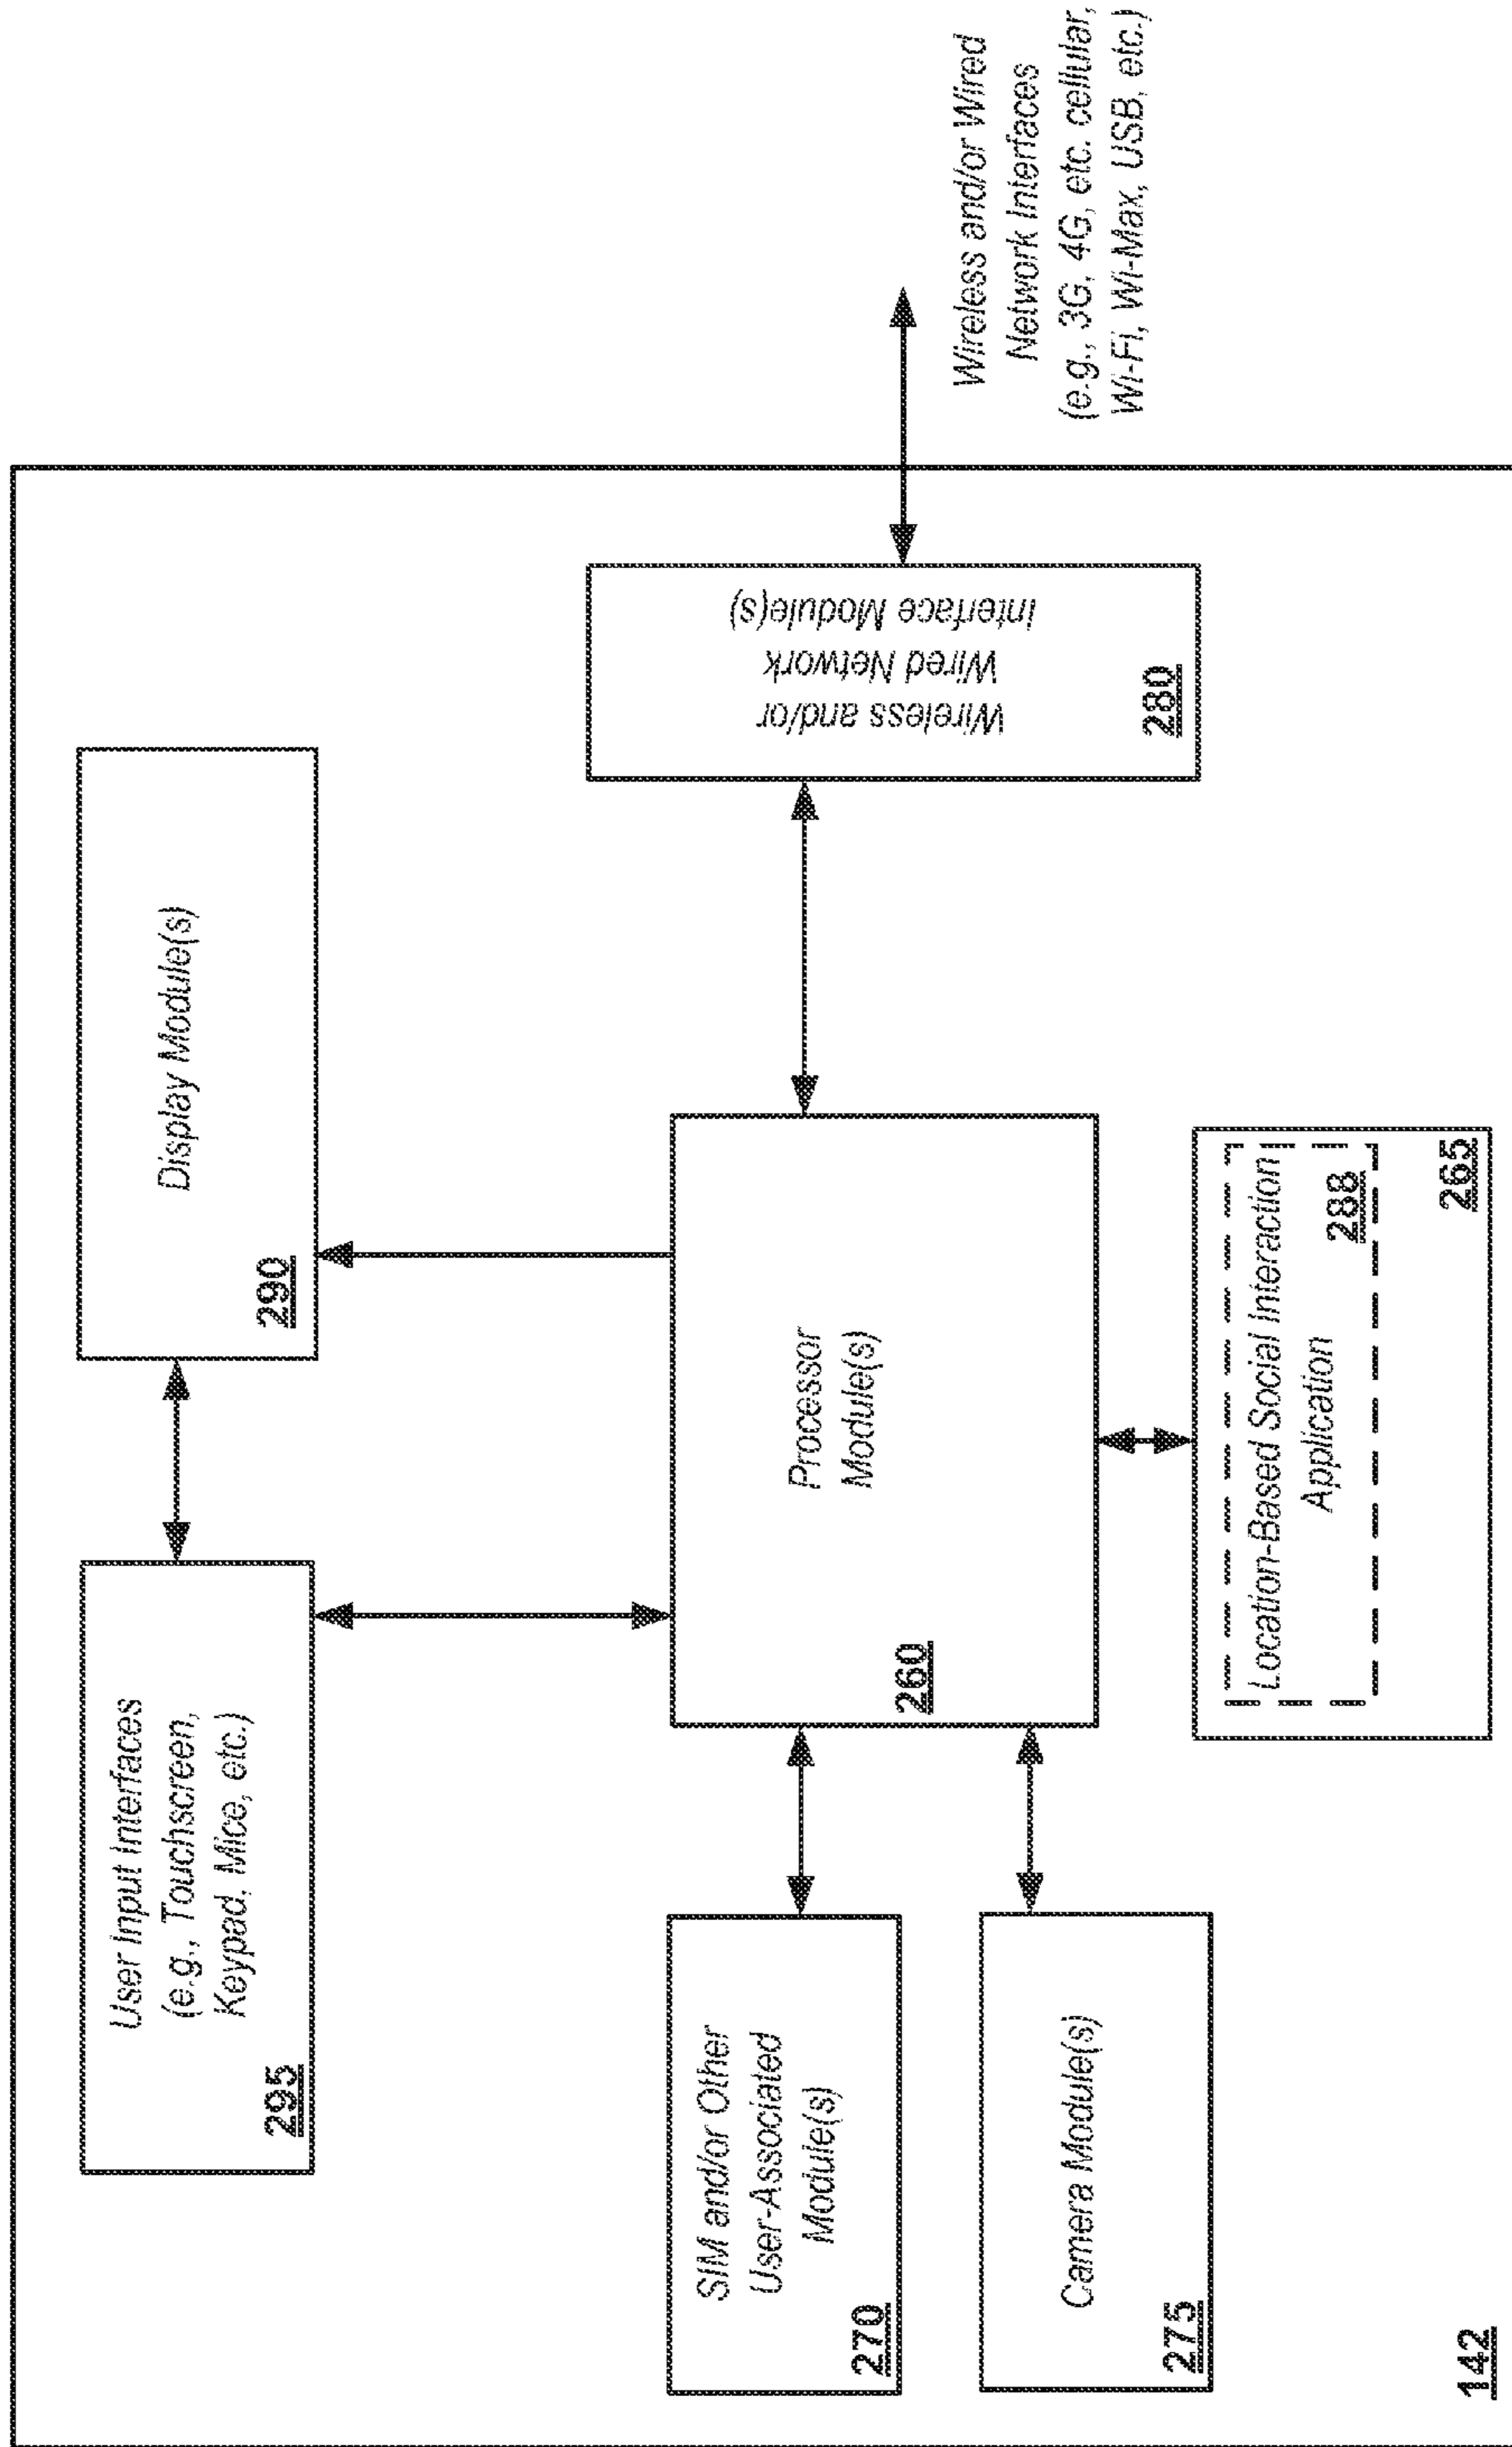 User Input Interfaces
(e.g., Touchscreen,
Keypad, Mice, etc.)
295
Display Module(s)
290
SIM and/or Other
User-Associated
Module(s)
270
Processor
Module(s)
260
Wireless and/or
Wired Network
Interface Module(s)
280
Wireless and/or Wired
Network Interfaces
(e.g., 3G, 4G, etc. cellular,
Wi-Fi, Wi-Max, USB, etc.)
Camera Module(s)
275
Location-Based Social Interaction
Application
288
265
142